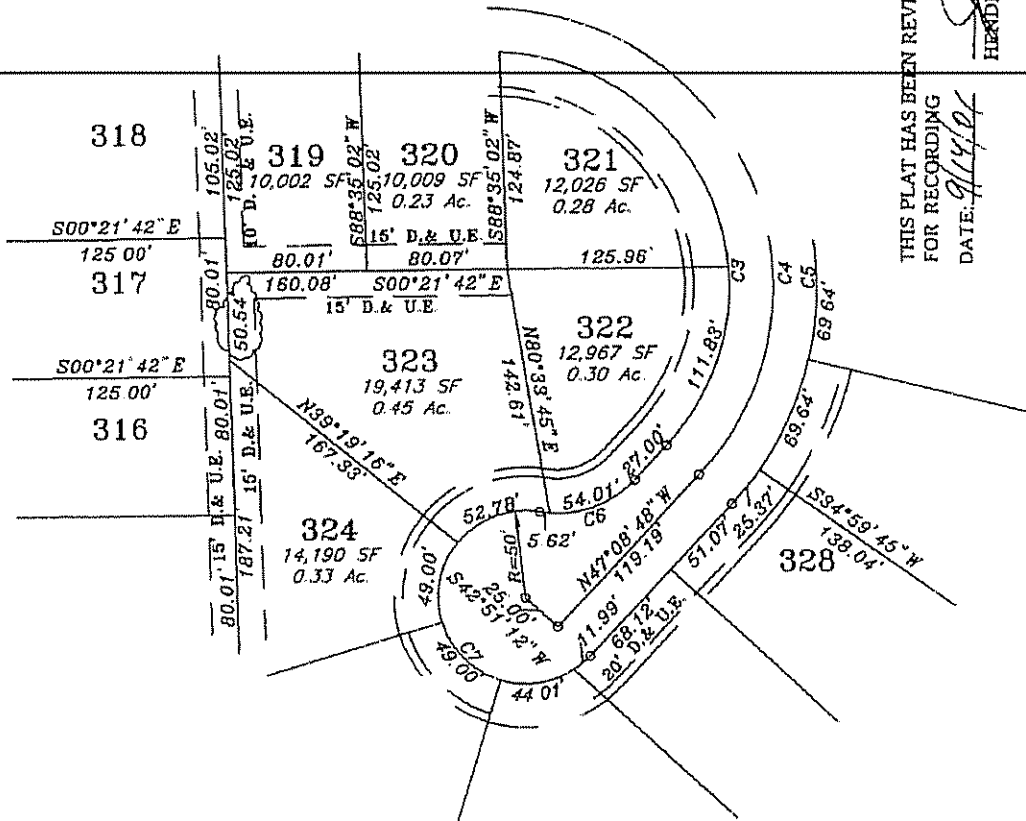 THIS PLAT HAS BEEN
FOR RECORDING
DATE: 9/14/01
318
105.02'
125.02'
10' D.& U.E.
319
10,002 SF
S88°35'02"W
125.02'
320
10,009 SF
0.23 Ac.
S88°35'02"W
124.87'
321
12,026 SF
0.28 Ac.
S00°21'42"E
125.00'
80.01'
15' D.& U.E.
80.07'
125.96'
C3
C4
C5
69.64'
317
80.01'
50.54'
160.08'
S00°21'42"E
15' D.& U.E.
322
12,967 SF
0.30 Ac.
111.83'
323
19,413 SF
0.45 Ac.
N80°33'45"E
142.61'
S00°21'42"E
125.00'
316
80.01'
15' D.& U.E.
15' D.& U.E.
N39°19'16"E
167.33'
27.00'
69.64'
52.78'
54.01'
C6
5.62'
N47°08'48"W
119.19'
25.37'
51.07'
S34°59'45"W
138.04'
328
324
14,190 SF
0.33 Ac.
187.21'
80.01'
49.00'
R=50'
25.00'
S42°51'12"W
11.99'
68.12'
20' D.& U.E.
C7
49.00'
44.01'